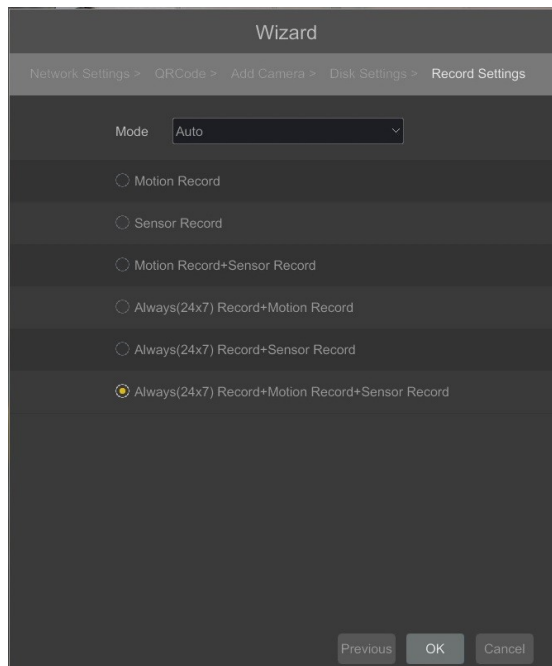 Wizard
Network Settings > QRCode > Add Camera > Disk Settings > Record Settings
Mode Auto
Motion Record
Sensor Record
Motion Record+Sensor Record
Always(24x7) Record+Motion Record
Always(24x7) Record+Sensor Record
Always(24x7) Record+Motion Record+Sensor Record
Previous OK Cancel